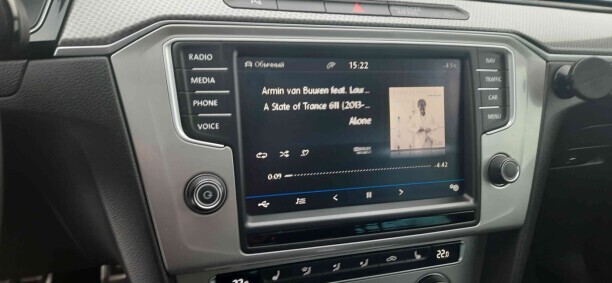 RADIO
MEDIA
PHONE
VOICE
Обычный
15:22
Armin van Buuren feat. Lau...
A State of Trance 611 (2013-...
Alone
0:09
-4:42
NAV
TRAFFIC
CAR
MENU
22.0